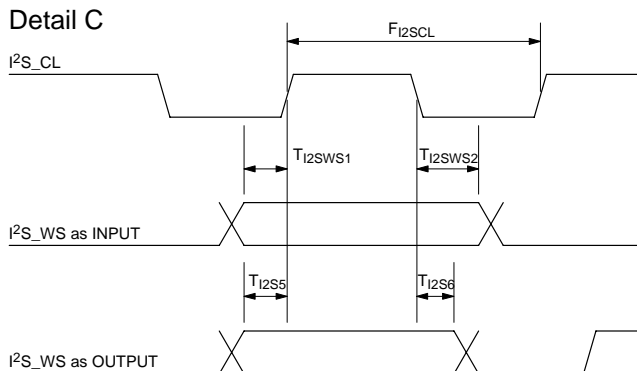 Detail C
F_I2SCL
I²S_CL
T_I2SWS1
T_I2SWS2
I²S_WS as INPUT
T_I2S5
T_I2S6
I²S_WS as OUTPUT